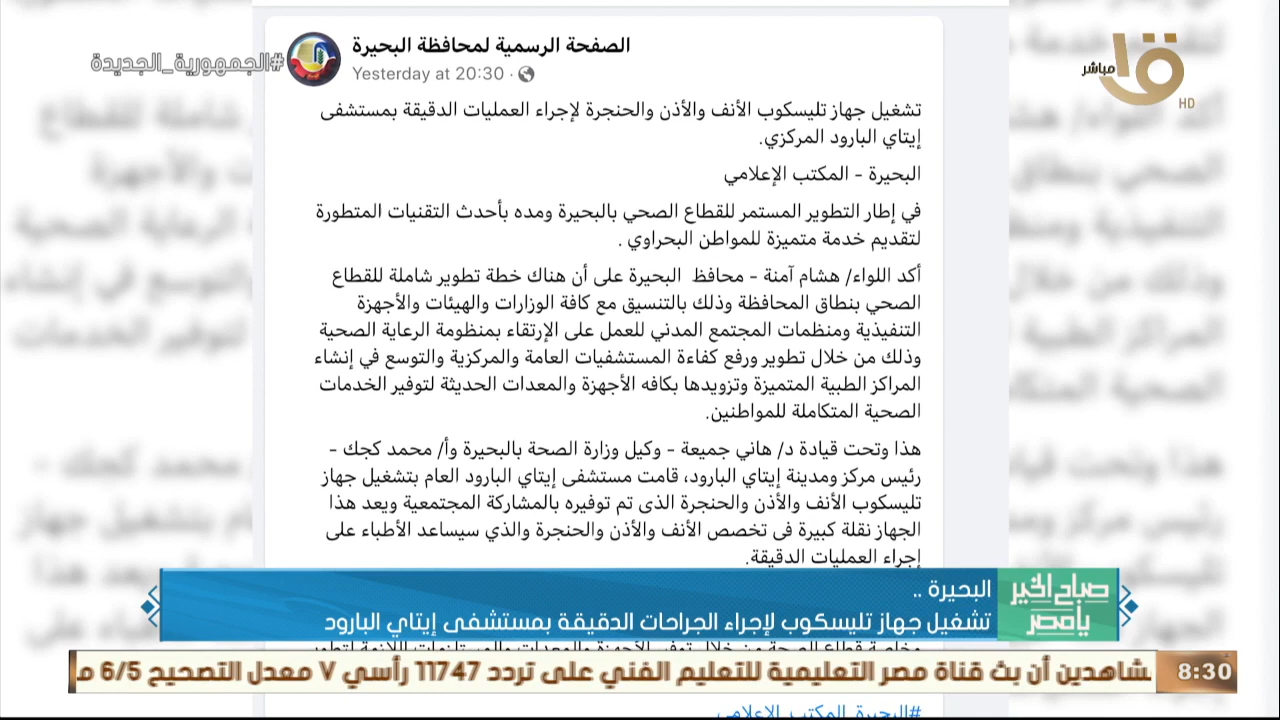 #الجمهورية_الجديدة
الصفحة الرسمية لمحافظة البحيرة
Yesterday at 20:30 ·
مباشر
HD
تشغيل جهاز تليسكوب الأنف والأذن والحنجرة لإجراء العمليات الدقيقة بمستشفى
إيتاي البارود المركزي.
البحيرة - المكتب الإعلامي
في إطار التطوير المستمر للقطاع الصحي بالبحيرة ومده بأحدث التقنيات المتطورة
لتقديم خدمة متميزة للمواطن البحراوي .
أكد اللواء/ هشام آمنة - محافظ البحيرة على أن هناك خطة تطوير شاملة للقطاع
الصحي بنطاق المحافظة وذلك بالتنسيق مع كافة الوزارات والهيئات والأجهزة
التنفيذية ومنظمات المجتمع المدني للعمل على الإرتقاء بمنظومة الرعاية الصحية
وذلك من خلال تطوير ورفع كفاءة المستشفيات العامة والمركزية والتوسع في إنشاء
المراكز الطبية المتميزة وتزويدها بكافه الأجهزة والمعدات الحديثة لتوفير الخدمات
الصحية المتكاملة للمواطنين.
هذا وتحت قيادة د/ هاني جميعة - وكيل وزارة الصحة بالبحيرة وأ/ محمد كجك -
رئيس مركز ومدينة إيتاي البارود، قامت مستشفى إيتاي البارود العام بتشغيل جهاز
تليسكوب الأنف والأذن والحنجرة الذى تم توفيره بالمشاركة المجتمعية ويعد هذا
الجهاز نقلة كبيرة فى تخصص الأنف والأذن والحنجرة والذي سيساعد الأطباء على
إجراء العمليات الدقيقة.
صباح الخير
يا مصر
البحيرة ..
تشغيل جهاز تليسكوب لإجراء الجراحات الدقيقة بمستشفى إيتاي البارود
8:30
شاهدين أن بث قناة مصر التعليمية للتعليم الفني على تردد 11747 رأسي ٧ معدل التصحيح 6/5
#البحيرة_المكتب_الاعلامي